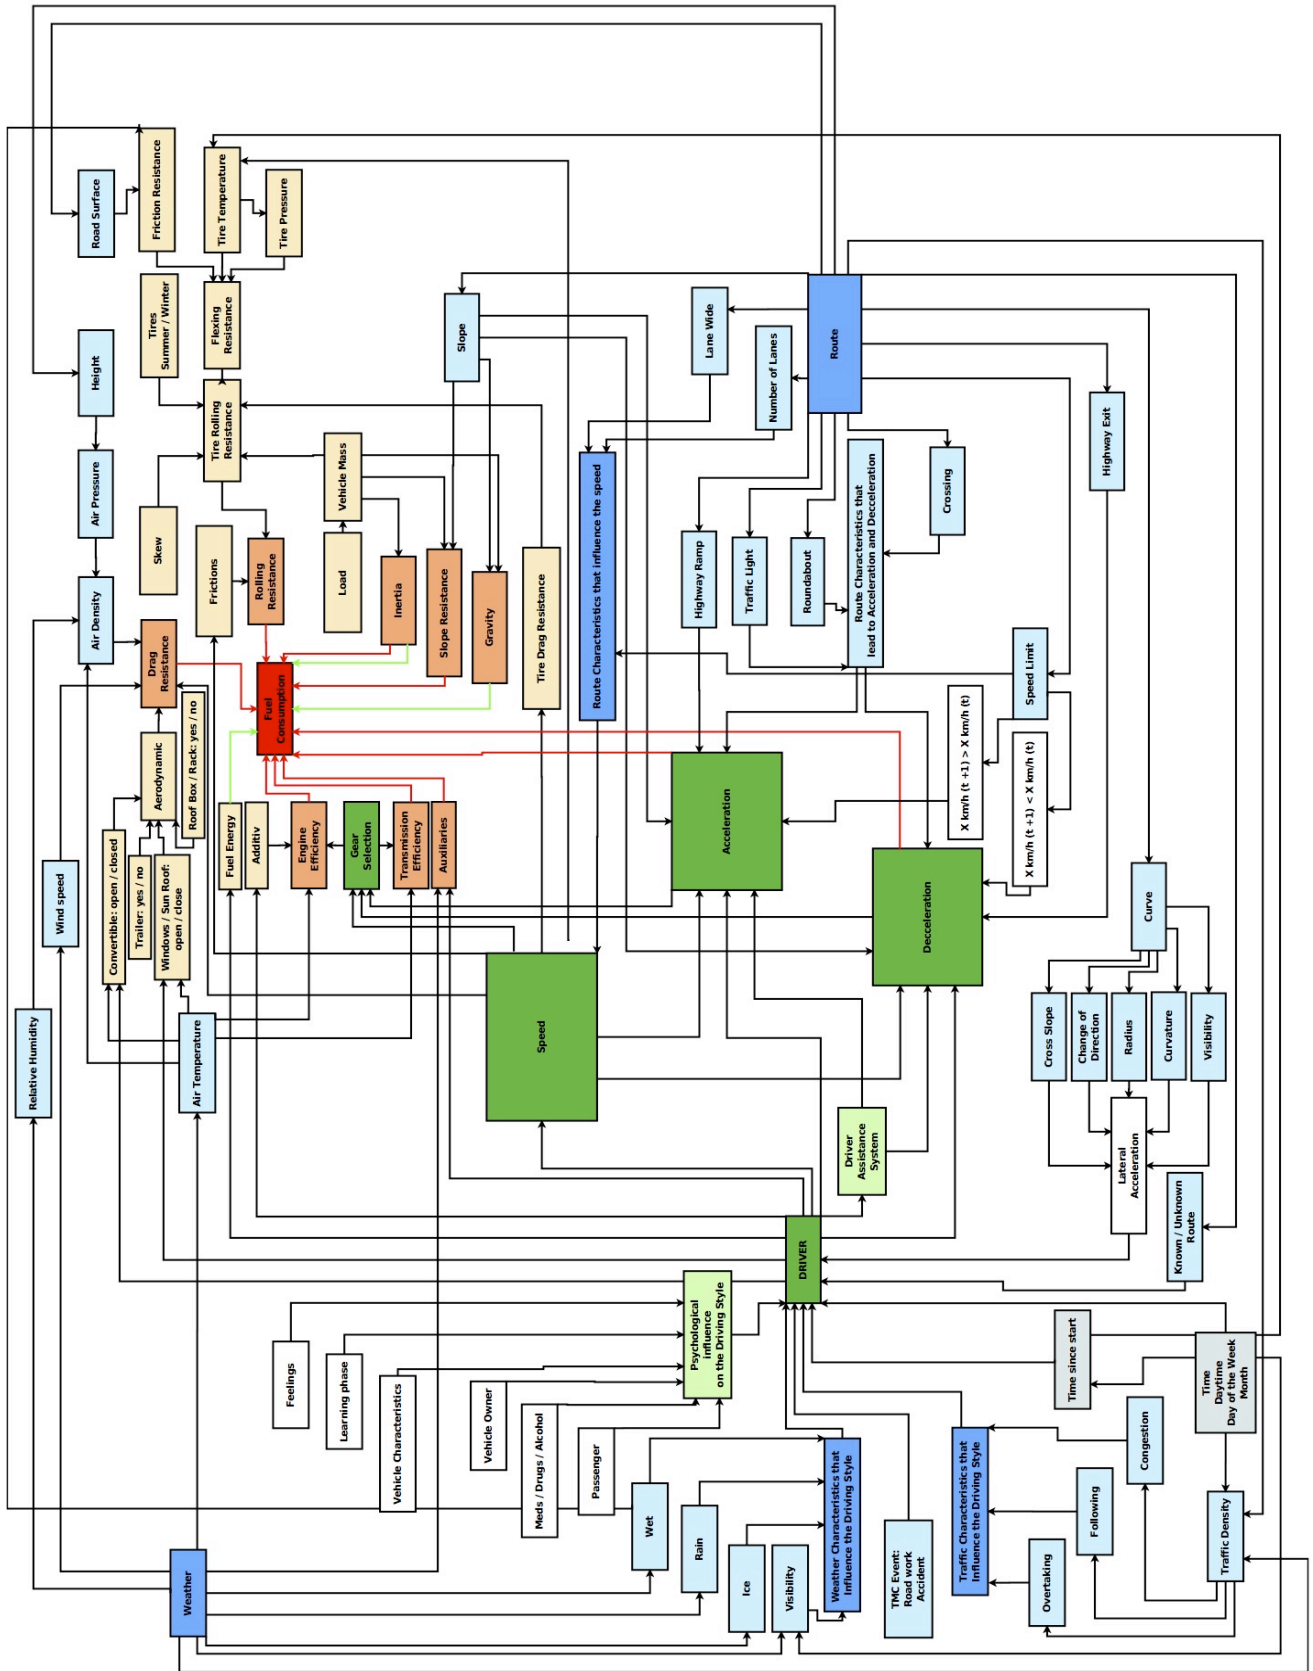 Road Surface
Friction Resistance
Tire Temperature
Tire Pressure
Height
Tires
Summer / Winter
Flexing
Resistance
Slope
Lane Wide
Number of Lanes
Route
Air Pressure
Tire Rolling
Resistance
Vehicle Mass
Skew
Frictions
Load
Rolling
Resistance
Inertia
Slope Resistance
Gravity
Tire Drag Resistance
Route Characteristics that influence the speed
Highway Ramp
Traffic Light
Roundabout
Route Characteristics that
lead to Acceleration and Decceleration
Crossing
Highway Exit
Air Density
Drag
Resistance
Fuel
Consumption
Speed Limit
X km/h (t +1) > X km/h (t)
X km/h (t +1) < X km/h (t)
Aerodynamic
Roof Box / Rack: yes / no
Fuel Energy
Additiv
Engine
Efficiency
Gear
Selection
Transmission
Efficiency
Auxiliaries
Acceleration
Decceleration
Wind speed
Convertible: open / closed
Trailer: yes / no
Windows / Sun Roof:
open / close
Curve
Relative Humidity
Air Temperature
Speed
Cross Slope
Change of
Direction
Radius
Curvature
Visibility
Driver
Assistance
System
Lateral
Acceleration
Known / Unknown
Route
DRIVER
Psychological
influence
on the Driving Style
Feelings
Learning phase
Vehicle Characteristics
Vehicle Owner
Meds / Drugs / Alcohol
Passenger
Time since start
Time
Daytime
Day of the Week
Month
Weather
Wet
Rain
Ice
Visibility
Weather Characteristics that
Influence the Driving Style
TMC Event:
Road work
Accident
Traffic Characteristics that
Influence the Driving Style
Overtaking
Following
Congestion
Traffic Density